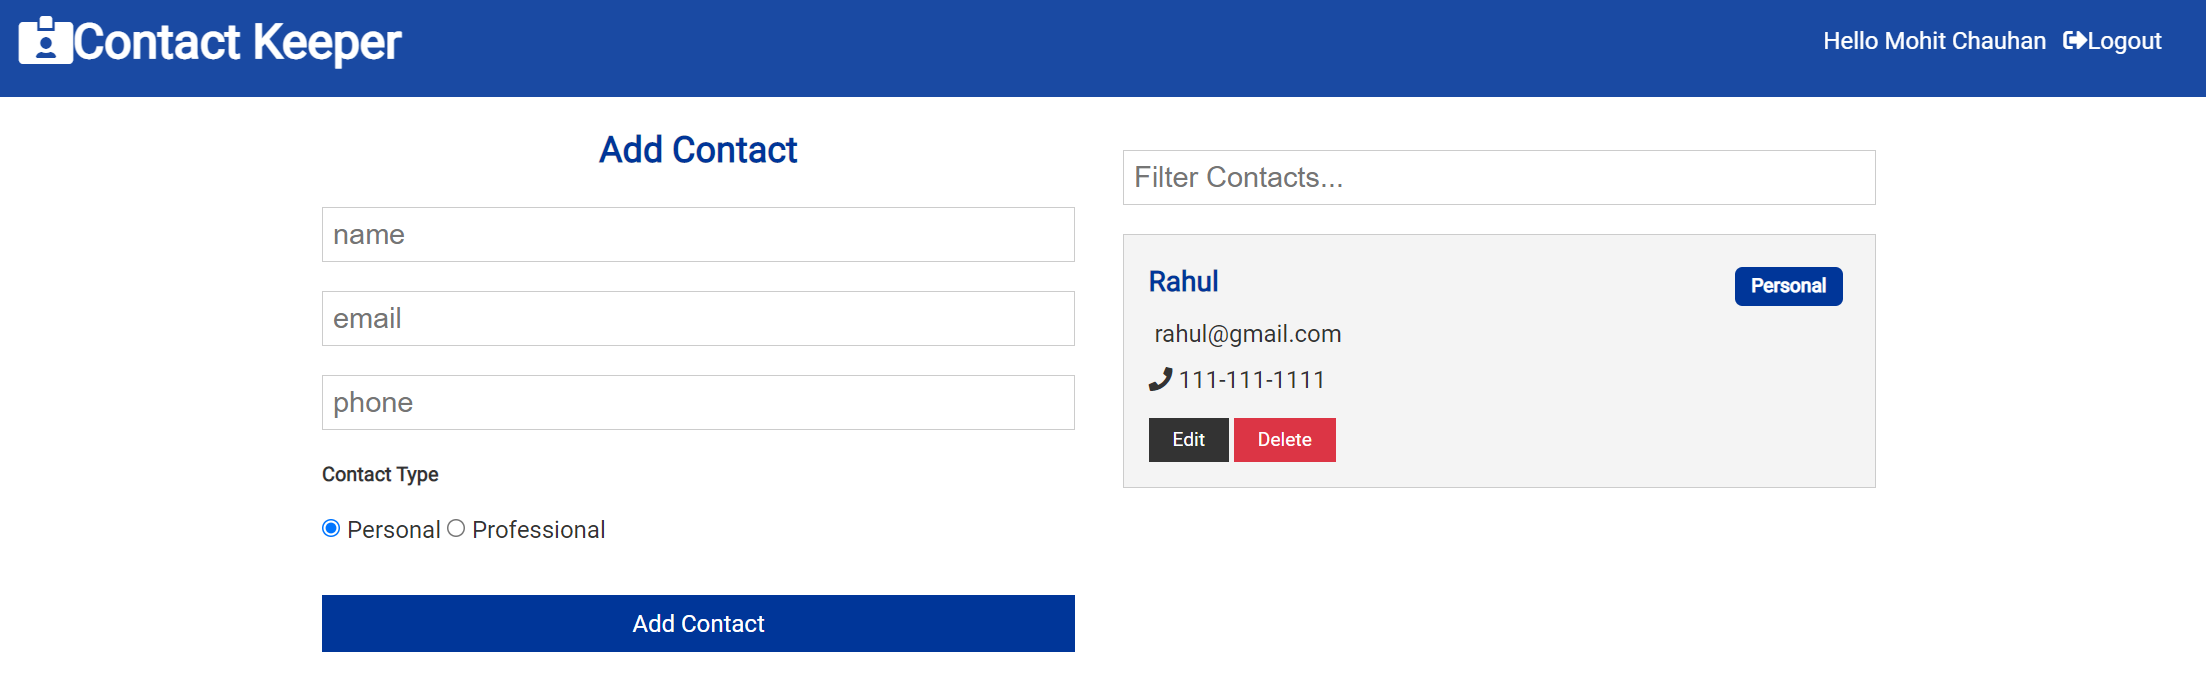 Contact Keeper
Hello Mohit Chauhan Logout
Add Contact
name
email
phone
Contact Type
Personal Professional
Add Contact
Filter Contacts...
Rahul
Personal
rahul@gmail.com
111-111-1111
Edit Delete